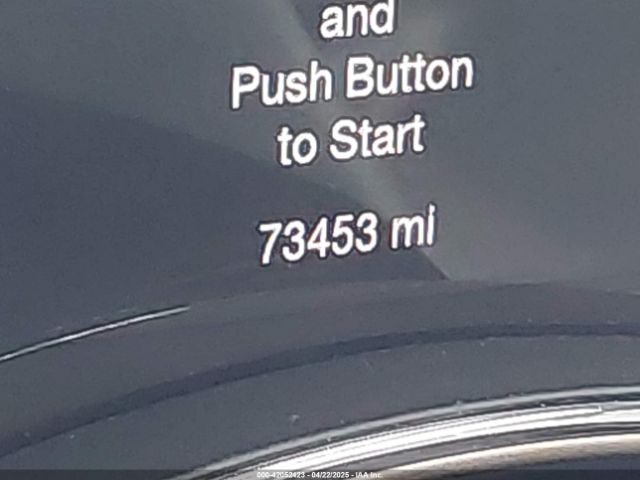 and
Push Button
to Start
73453 mi
000-42052423 - 04/22/2025 - IAA Inc.